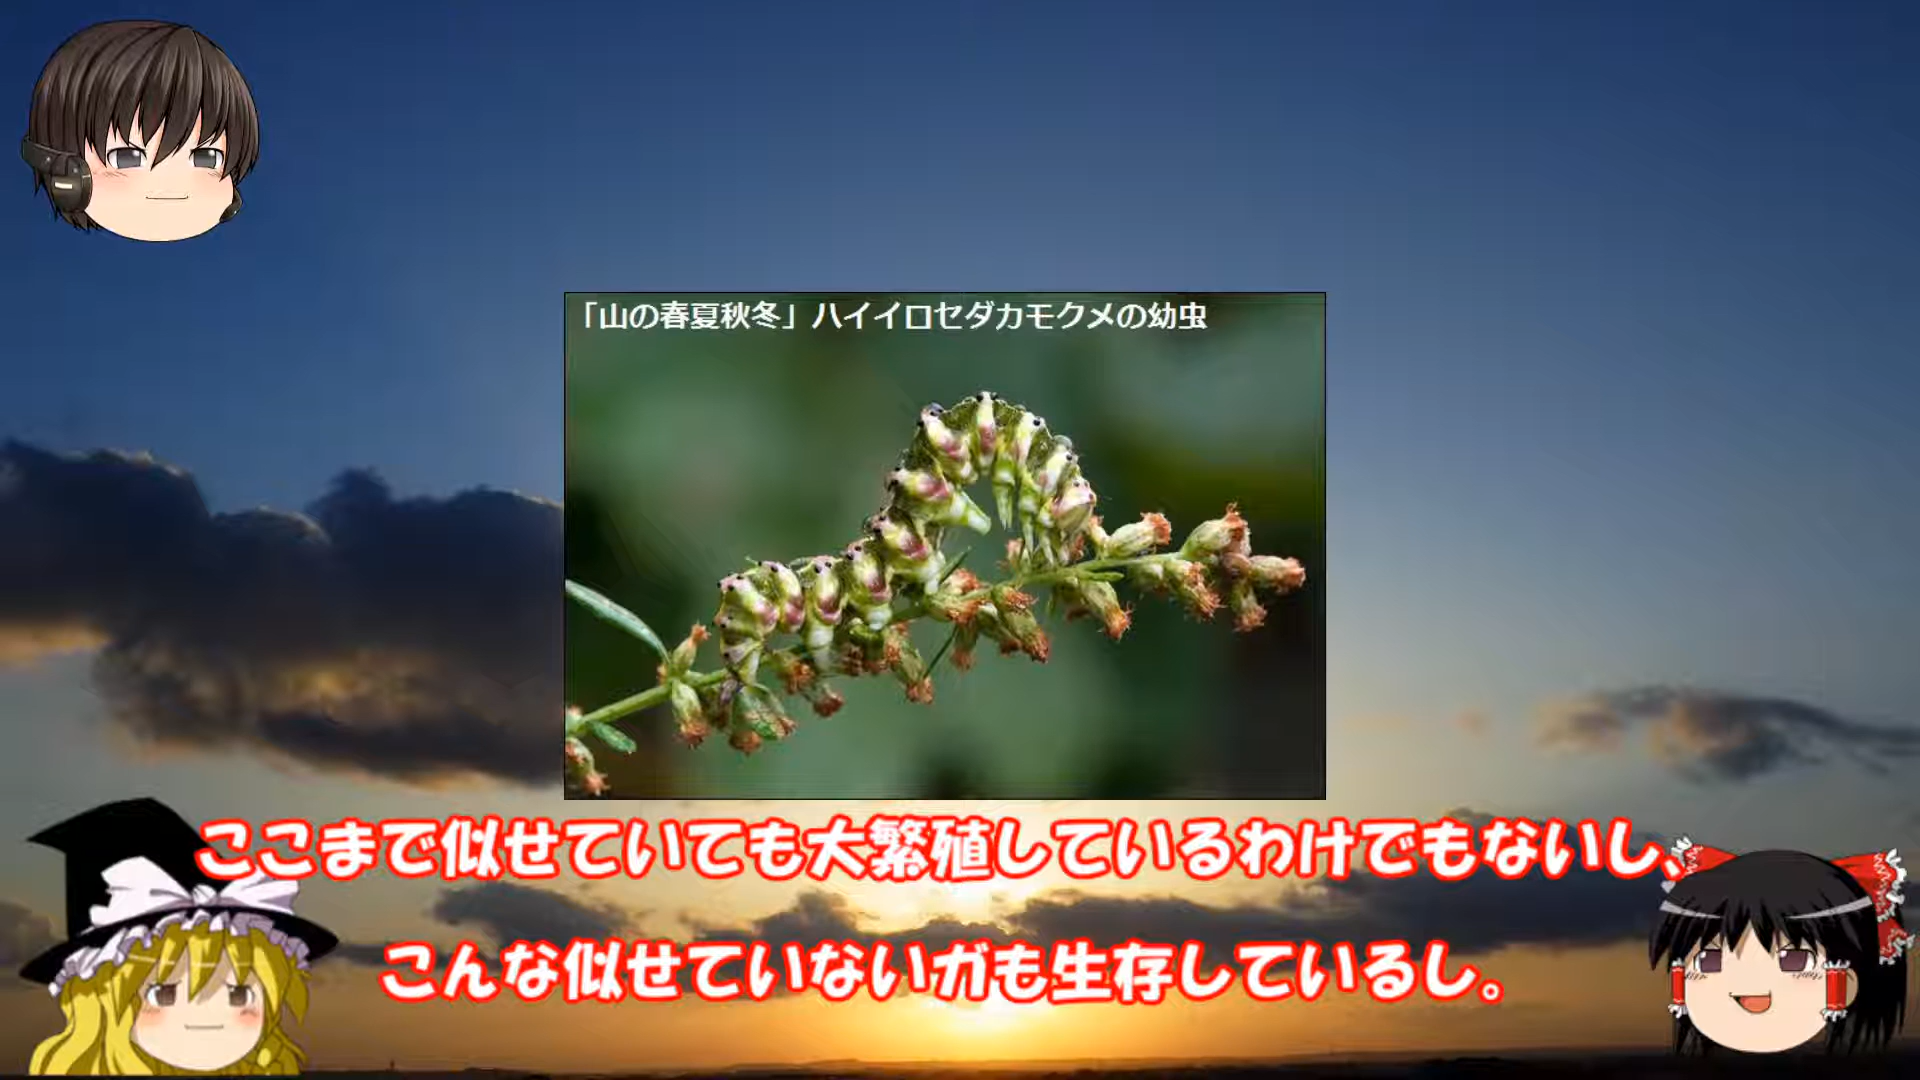 「山の春夏秋冬」ハイイロセダカモクメの幼虫
ここまで似せていても大繁殖しているわけでもないし、
こんな似せていないガも生存しているし。